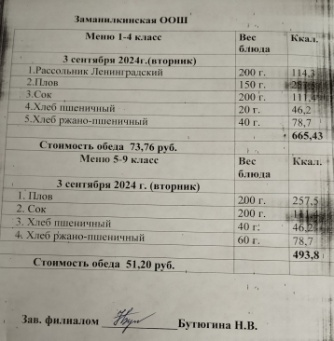 Заманилкинская ООШ
Меню 1-4 класс Вес блюда Ккал.
3 сентября 2024г.(вторник)
1.Рассольник Ленинградский 200 г. 114,3
2.Плов 150 г.
3.Сок 200 г.
4.Хлеб пшеничный 20 г. 46,2
5.Хлеб ржано-пшеничный 40 г. 78,7
665,43
Стоимость обеда 73,76 руб.
Меню 5-9 класс Вес блюда Ккал.
3 сентября 2024 г. (вторник)
1. Плов 200 г. 257,5
2. Сок 200 г.
3. Хлеб пшеничный 40 г. 46,2
4. Хлеб ржано-пшеничный 60 г. 78,7
493,8
Стоимость обеда 51,20 руб.
Зав. филиалом Бутюгина Н.В.